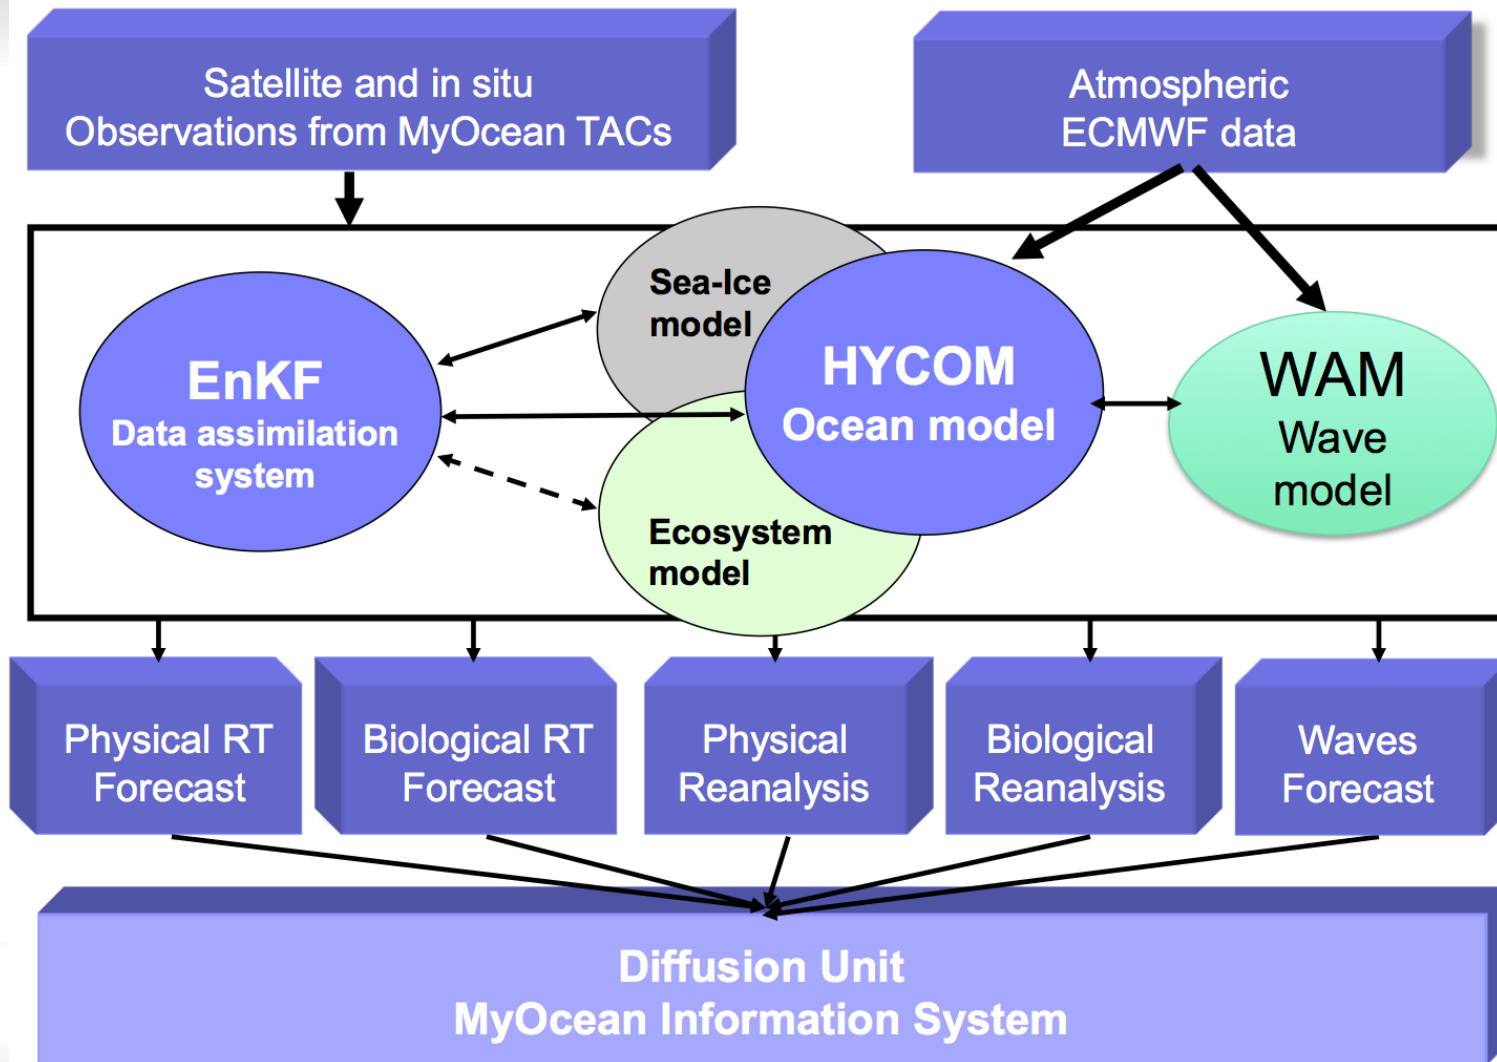 Satellite and in situ
Observations from MyOcean TACs
Atmospheric
ECMWF data
Sea-Ice
model
EnKF
Data assimilation
system
HYCOM
Ocean model
WAM
Wave
model
Ecosystem
model
Physical RT
Forecast
Biological RT
Forecast
Physical
Reanalysis
Biological
Reanalysis
Waves
Forecast
Diffusion Unit
MyOcean Information System